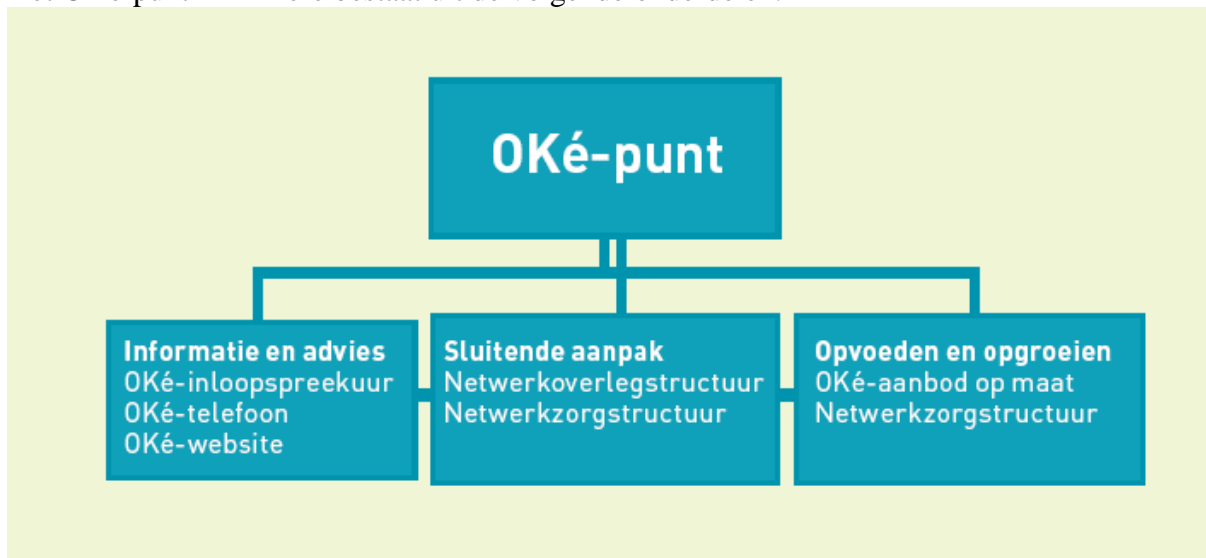 OKé-punt
Informatie en advies
OKé-inloopspreekuur
OKé-telefoon
OKé-website
Sluitende aanpak
Netwerkoverlegstructuur
Netwerkzorgstructuur
Opvoeden en opgroeien
OKé-aanbod op maat
Netwerkzorgstructuur